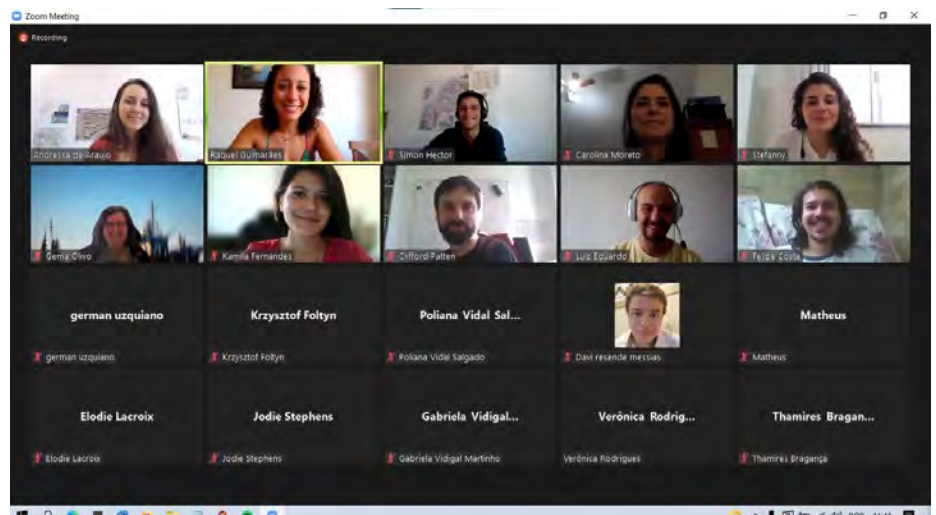 Zoom Meeting
Recording
Andressa de Araujo
Raquel Guimarães
Simon Hector
Carolina Moreto
Stefanny
Gema Olivo
Kamila Fernandes
Clifford Patten
Luiz Eduardo
Felipe Costa
german uzquiano
Krzysztof Foltyn
Poliana Vidal Sal...
Matheus
german uzquiano
Krzysztof Foltyn
Poliana Vidal Salgado
Davi resende messias
Matheus
Elodie Lacroix
Jodie Stephens
Gabriela Vidigal...
Verônica Rodrig...
Thamires Bragan...
Elodie Lacroix
Jodie Stephens
Gabriela Vidigal Martinho
Verônica Rodrigues
Thamires Bragança